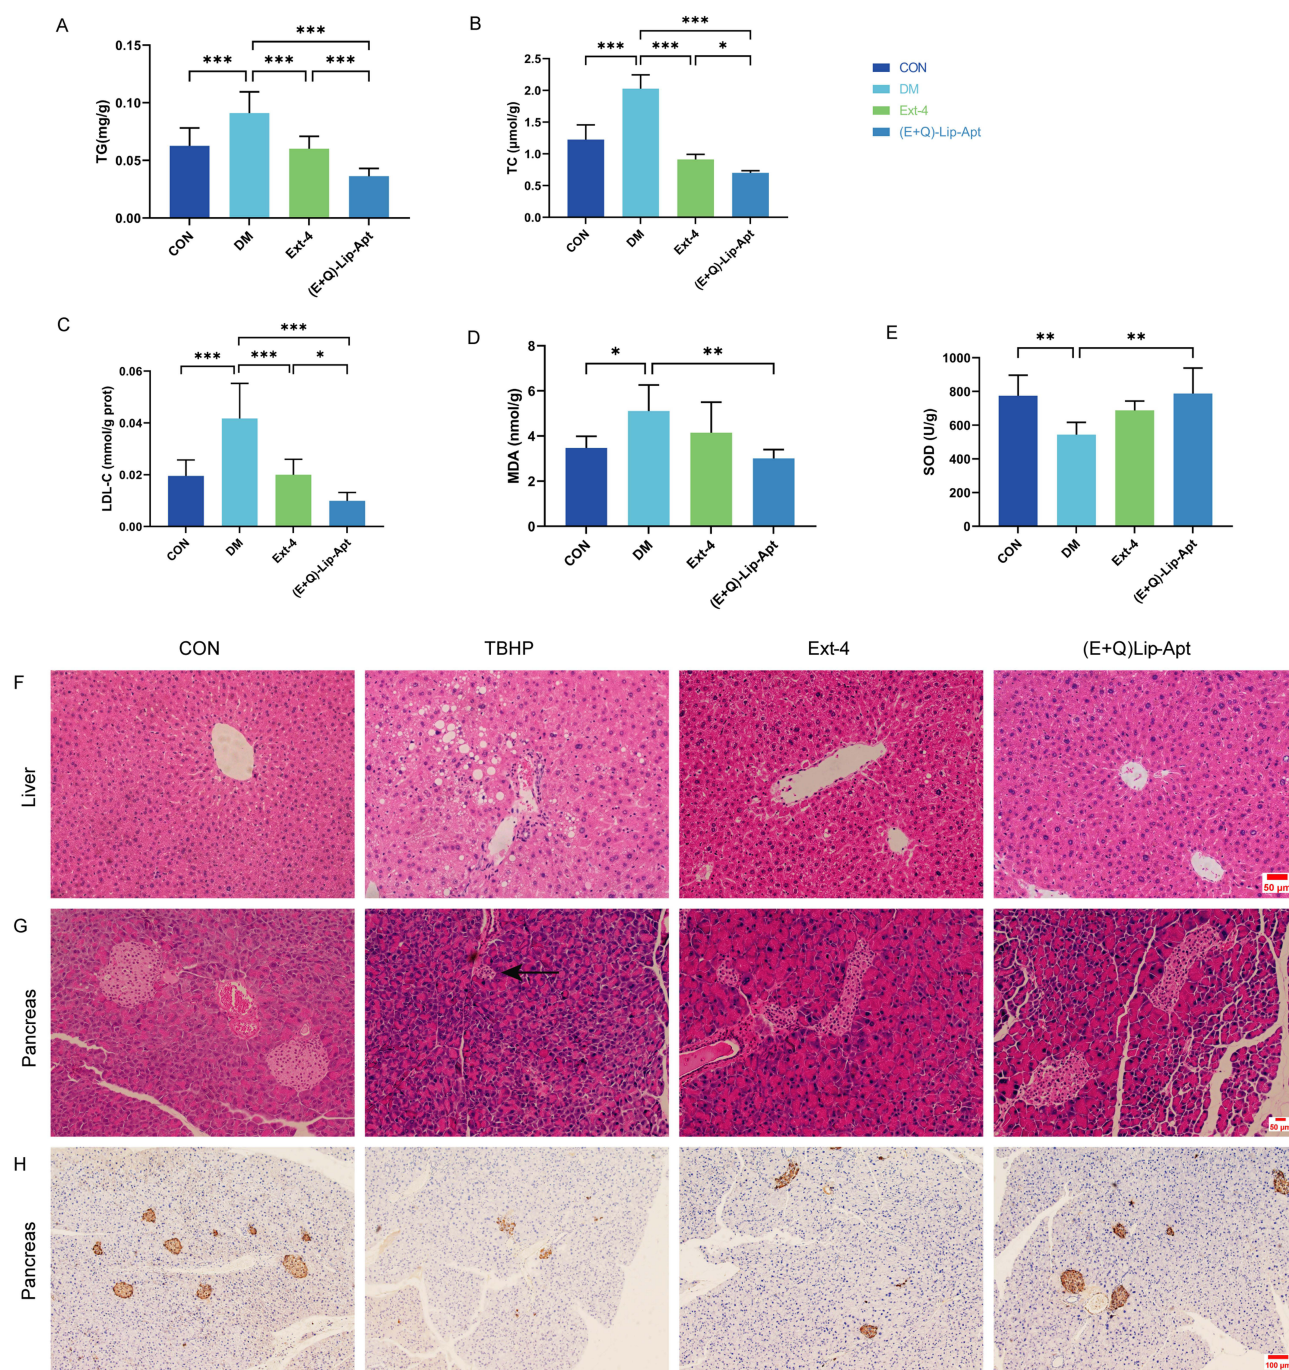 A
TG(mg/g)
0.15
0.10
0.05
0.00
***
***
***
***
CON
DM
Ext-4
(E+Q)-Lip-Apt
B
TC (μmol/g)
2.5
2.0
1.5
1.0
0.5
0.0
***
***
***
*
CON
DM
Ext-4
(E+Q)-Lip-Apt
CON
DM
Ext-4
(E+Q)-Lip-Apt
C
LDL-C (mmol/g prot)
0.06
0.04
0.02
0.00
***
***
***
*
CON
DM
Ext-4
(E+Q)-Lip-Apt
D
MDA (nmol/g)
8
6
4
2
0
*
**
CON
DM
Ext-4
(E+Q)-Lip-Apt
E
SOD (U/g)
1000
800
600
400
200
0
**
**
CON
DM
Ext-4
(E+Q)-Lip-Apt
CON
TBHP
Ext-4
(E+Q)Lip-Apt
F
Liver
50 μm
G
Pancreas
50 μm
H
Pancreas
100 μm